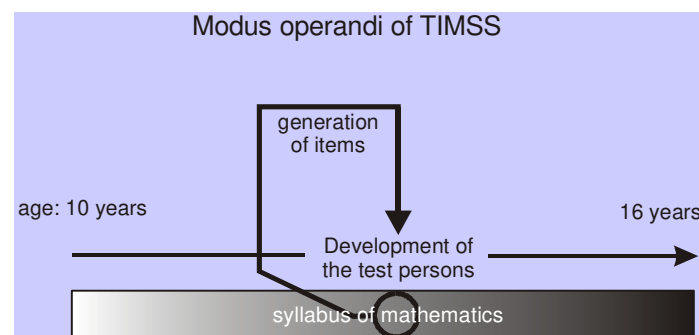 Modus operandi of TIMSS
generation
of items
age: 10 years
16 years
Development of
the test persons
syllabus of mathematics